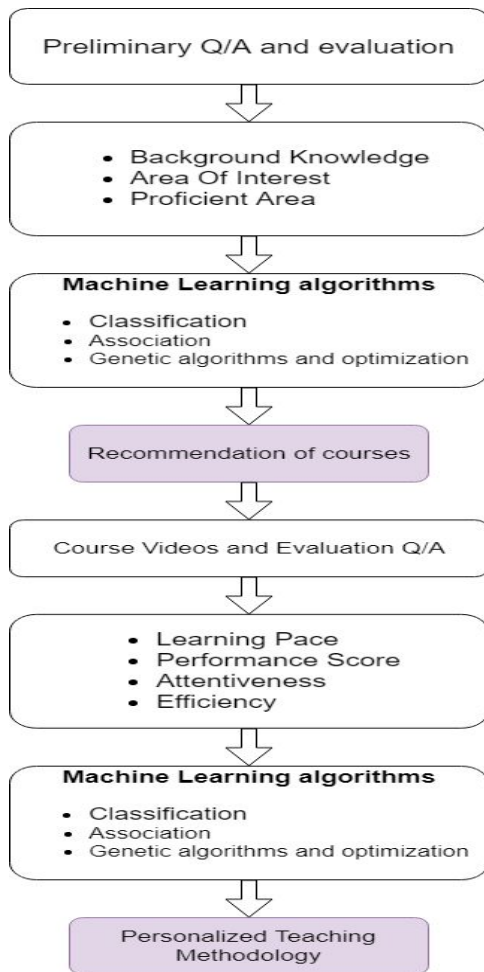 Preliminary Q/A and evaluation
• Background Knowledge
• Area Of Interest
• Proficient Area
Machine Learning algorithms
• Classification
• Association
• Genetic algorithms and optimization
Recommendation of courses
Course Videos and Evaluation Q/A
• Learning Pace
• Performance Score
• Attentiveness
• Efficiency
Machine Learning algorithms
• Classification
• Association
• Genetic algorithms and optimization
Personalized Teaching
Methodology